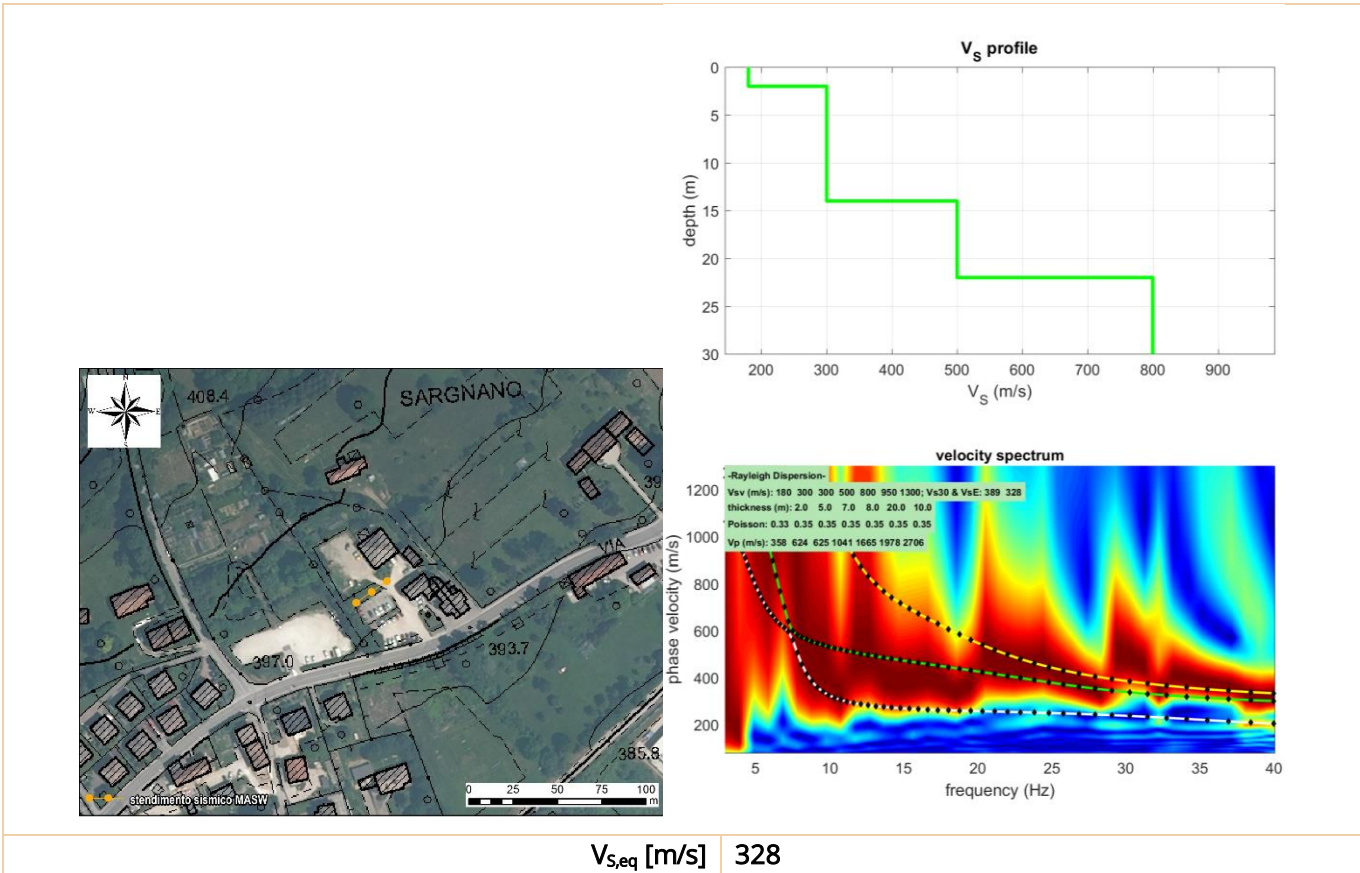 V_S profile
0
5
10
15
20
25
30
depth (m)
200 300 400 500 600 700 800 900
V_S (m/s)
N
W E
S
408.4
SARGNANO
39
VIA
397.0
393.7
385.8
stendimento sismico MASW
0 25 50 75 100
m
velocity spectrum
-Rayleigh Dispersion-
Vsv (m/s): 180 300 300 500 800 950 1300; Vs30 & VsE: 389 328
thickness (m): 2.0 5.0 7.0 8.0 20.0 10.0
Poisson: 0.33 0.35 0.35 0.35 0.35 0.35 0.35
Vp (m/s): 358 624 625 1041 1665 1978 2706
1200
1000
800
600
400
200
phase velocity (m/s)
5 10 15 20 25 30 35 40
frequency (Hz)
V_S,eq [m/s] 328